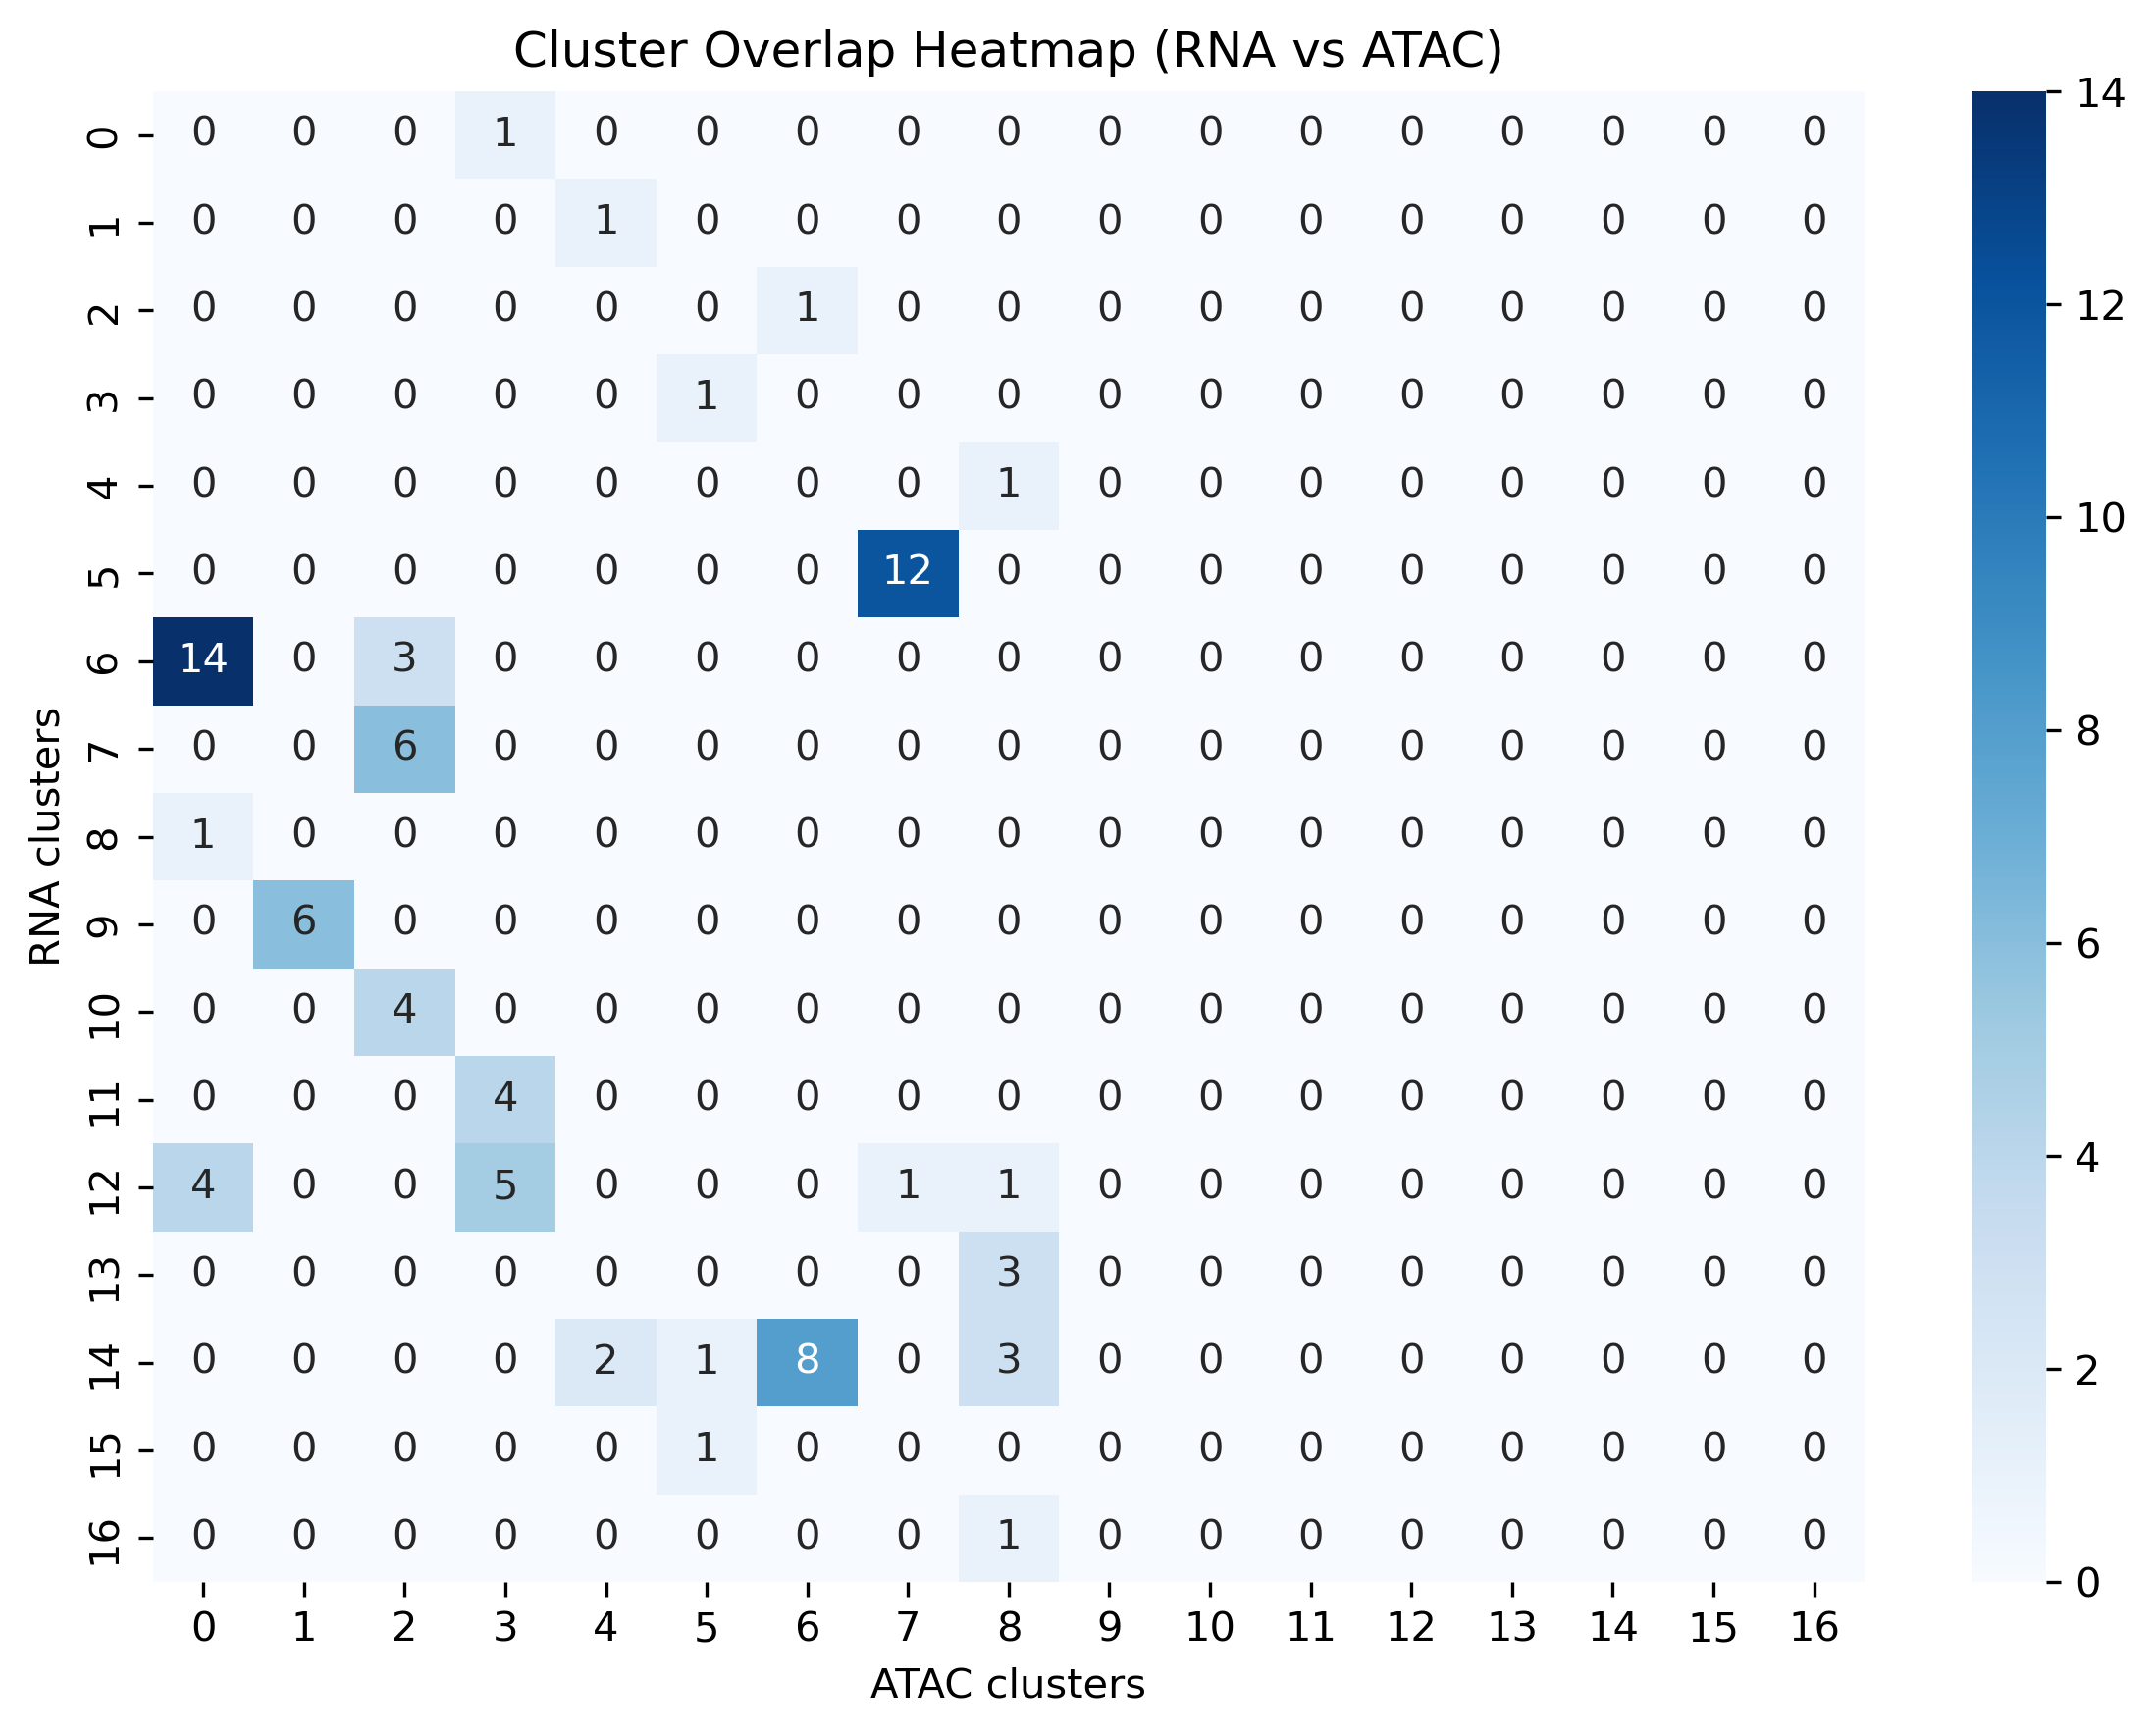 Cluster Overlap Heatmap (RNA vs ATAC)
0 0 0 0 1 0 0 0 0 0 0 0 0 0 0 0 0 0
1 0 0 0 0 1 0 0 0 0 0 0 0 0 0 0 0 0
2 0 0 0 0 0 0 1 0 0 0 0 0 0 0 0 0 0
3 0 0 0 0 0 1 0 0 0 0 0 0 0 0 0 0 0
4 0 0 0 0 0 0 0 0 1 0 0 0 0 0 0 0 0
5 0 0 0 0 0 0 0 12 0 0 0 0 0 0 0 0 0
6 14 0 3 0 0 0 0 0 0 0 0 0 0 0 0 0 0
7 0 0 6 0 0 0 0 0 0 0 0 0 0 0 0 0 0
8 1 0 0 0 0 0 0 0 0 0 0 0 0 0 0 0 0
9 0 6 0 0 0 0 0 0 0 0 0 0 0 0 0 0 0
10 0 0 4 0 0 0 0 0 0 0 0 0 0 0 0 0 0
11 0 0 0 4 0 0 0 0 0 0 0 0 0 0 0 0 0
12 4 0 0 5 0 0 0 1 1 0 0 0 0 0 0 0 0
13 0 0 0 0 0 0 0 0 3 0 0 0 0 0 0 0 0
14 0 0 0 0 2 1 8 0 3 0 0 0 0 0 0 0 0
15 0 0 0 0 0 1 0 0 0 0 0 0 0 0 0 0 0
16 0 0 0 0 0 0 0 0 1 0 0 0 0 0 0 0 0
0 1 2 3 4 5 6 7 8 9 10 11 12 13 14 15 16
ATAC clusters
RNA clusters
14
12
10
8
6
4
2
0